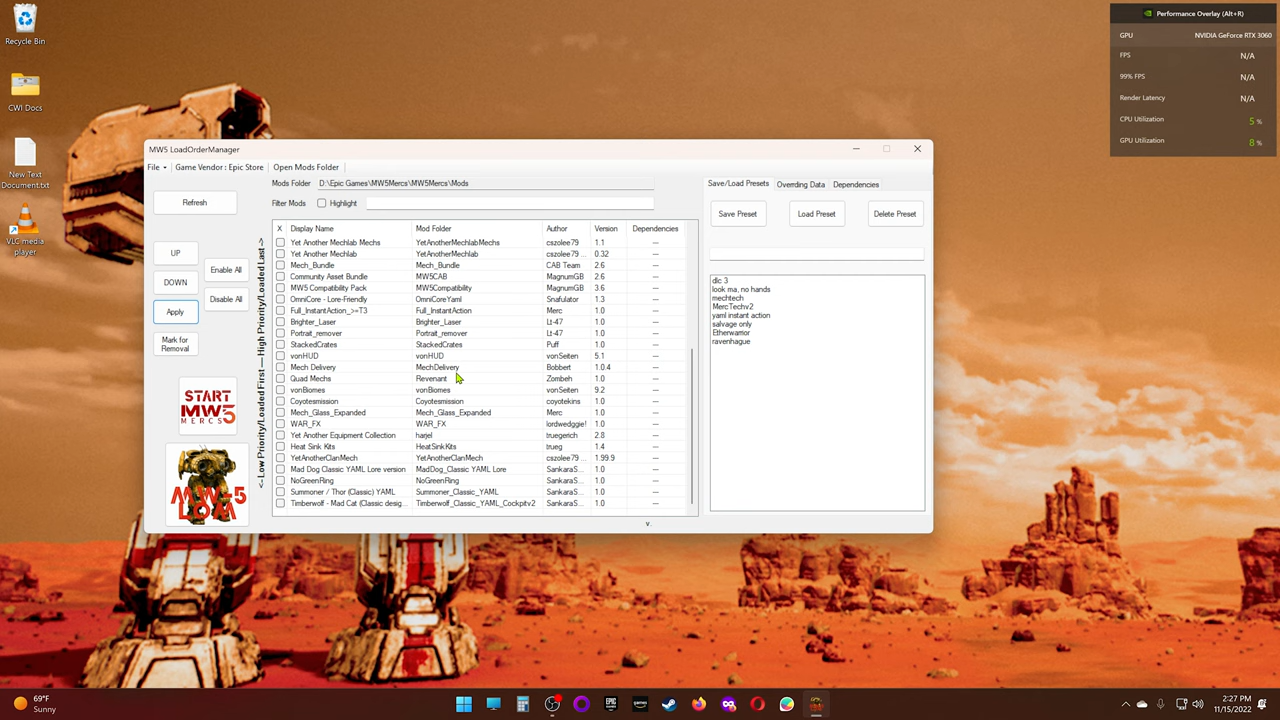 Recycle Bin
CWI Docs
New Text
Document.txt
VLC media
player
Performance Overlay (Alt+R)
GPU NVIDIA GeForce RTX 3060
FPS N/A
99% FPS N/A
Render Latency N/A
CPU Utilization 5 %
GPU Utilization 8 %
MW5 LoadOrderManager
File Game Vendor : Epic Store Open Mods Folder
Refresh
UP
DOWN
Apply
Mark for
Removal
Enable All
Disable All
START
MW5
MERCS
MW-5
LOM
<-Low Priority/Loaded First --- High Priority/Loaded Last ->
Mods Folder D:\Epic Games\MW5Mercs\MW5Mercs\Mods
Filter Mods Highlight
X Display Name Mod Folder Author Version Dependencies
Yet Another Mechlab Mechs YetAnotherMechlabMechs cszolee79 1.1 ---
Yet Another Mechlab YetAnotherMechlab cszolee79 ... 0.32 ---
Mech_Bundle Mech_Bundle CAB Team 2.6 ---
Community Asset Bundle MW5CAB MagnumGB 2.6 ---
MW5 Compatibility Pack MW5Compatibility MagnumGB 3.6 ---
OmniCore - Lore-Friendly OmniCoreYaml Snafulator 1.3 ---
Full_InstantAction_>=T3 Full_InstantAction Merc 1.0 ---
Brighter_Laser Brighter_Laser Lt-47 1.0 ---
Portrait_remover Portrait_remover Lt-47 1.0 ---
StackedCrates StackedCrates Puff 1.0 ---
vonHUD vonHUD vonSeiten 5.1 ---
Mech Delivery MechDelivery Bobbert 1.0.4 ---
Quad Mechs Revenant Zombeh 1.0 ---
vonBiomes vonBiomes vonSeiten 9.2 ---
Coyotesmission Coyotesmission coyotekins 1.0 ---
Mech_Glass_Expanded Mech_Glass_Expanded Merc 1.0 ---
WAR_FX WAR_FX lordwedggie! 1.0 ---
Yet Another Equipment Collection harjel truegerich 2.8 ---
Heat Sink Kits HeatSinkKits trueg 1.4 ---
YetAnotherClanMech YetAnotherClanMech cszolee79 ... 1.99.9 ---
Mad Dog Classic YAML Lore version MadDog_Classic YAML Lore SankaraS... 1.0 ---
NoGreenRing NoGreenRing SankaraS... 1.0 ---
Summoner / Thor (Classic) YAML Summoner_Classic_YAML SankaraS... 1.0 ---
Timberwolf - Mad Cat (Classic desig... Timberwolf_Classic_YAML_Cockpitv2 SankaraS... 1.0 ---
v.
Save/Load Presets Overriding Data Dependencies
Save Preset Load Preset Delete Preset
dlc 3
look ma, no hands
mechtech
MercTechv2
yaml instant action
salvage only
Etherwarrior
ravenhague
69°F
Sunny
EPIC
GAMES
games
2:27 PM
11/15/2022